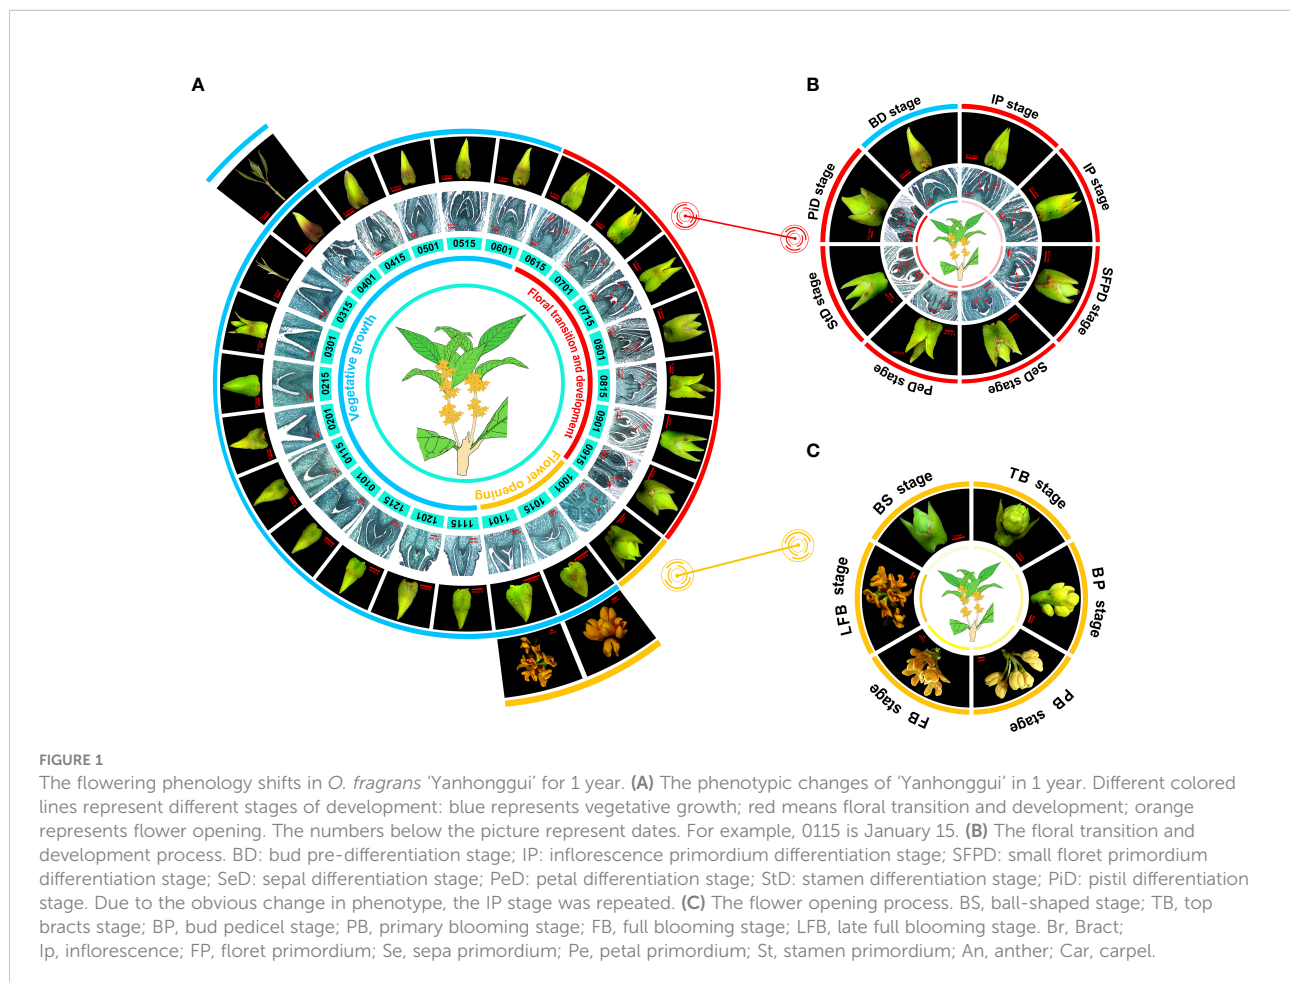 A
0515
0601
0615
0701
0715
0801
0815
0901
0915
1001
1015
1101
1115
1201
1215
0101
0115
0201
0215
0301
0315
0401
0415
0501
Vegetative growth
Floral transition and development
Flower opening
B
BD stage
IP stage
IP stage
SFPD stage
SeD stage
PeD stage
StD stage
PiD stage
C
BS stage
TB stage
BP stage
PB stage
FB stage
LFB stage
FIGURE 1
The flowering phenology shifts in O. fragrans 'Yanhonggui' for 1 year. (A) The phenotypic changes of 'Yanhonggui' in 1 year. Different colored
lines represent different stages of development: blue represents vegetative growth; red means floral transition and development; orange
represents flower opening. The numbers below the picture represent dates. For example, 0115 is January 15. (B) The floral transition and
development process. BD: bud pre-differentiation stage; IP: inflorescence primordium differentiation stage; SFPD: small floret primordium
differentiation stage; SeD: sepal differentiation stage; PeD: petal differentiation stage; StD: stamen differentiation stage; PiD: pistil differentiation
stage. Due to the obvious change in phenotype, the IP stage was repeated. (C) The flower opening process. BS, ball-shaped stage; TB, top
bracts stage; BP, bud pedicel stage; PB, primary blooming stage; FB, full blooming stage; LFB, late full blooming stage. Br, Bract;
Ip, inflorescence; FP, floret primordium; Se, sepa primordium; Pe, petal primordium; St, stamen primordium; An, anther; Car, carpel.